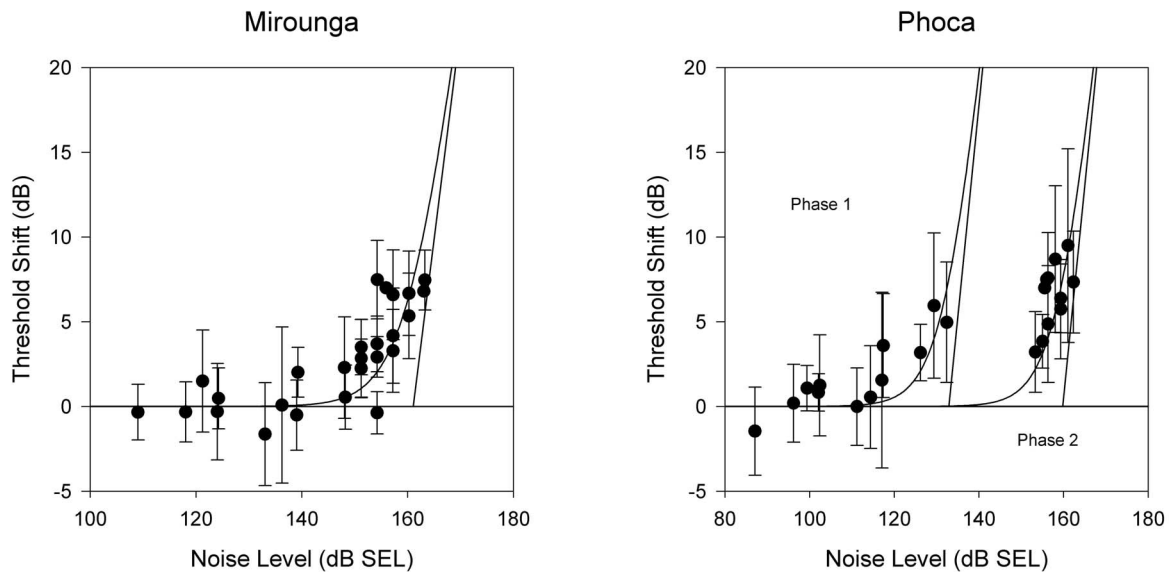 Mirounga
Phoca
20
15
10
5
0
-5
Threshold Shift (dB)
100
120
140
160
180
Noise Level (dB SEL)
20
15
10
5
0
-5
Threshold Shift (dB)
Phase 1
Phase 2
80
100
120
140
160
180
Noise Level (dB SEL)